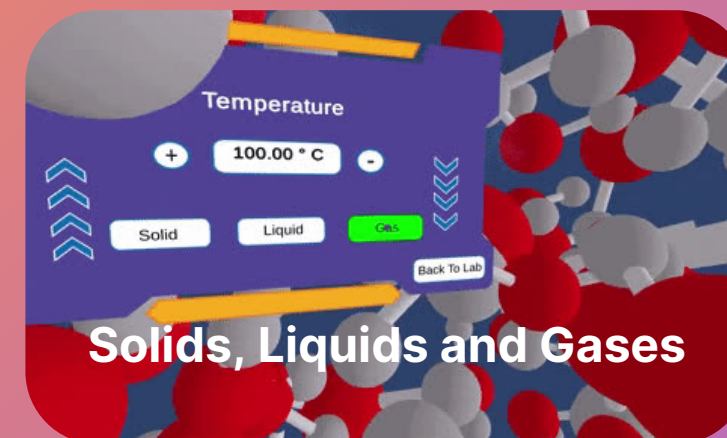 Temperature
+ 100.00 ° C -
Solid Liquid Gas
Back To Lab
Solids, Liquids and Gases